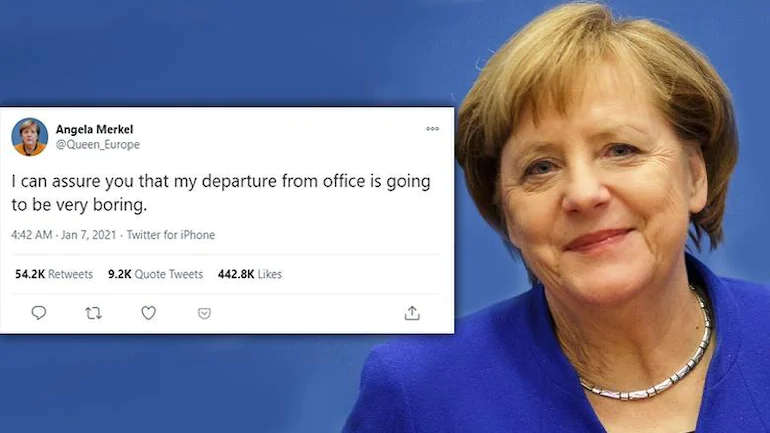 Angela Merkel
@Queen_Europe
I can assure you that my departure from office is going
to be very boring.
4:42 AM · Jan 7, 2021 · Twitter for iPhone
54.2K Retweets 9.2K Quote Tweets 442.8K Likes